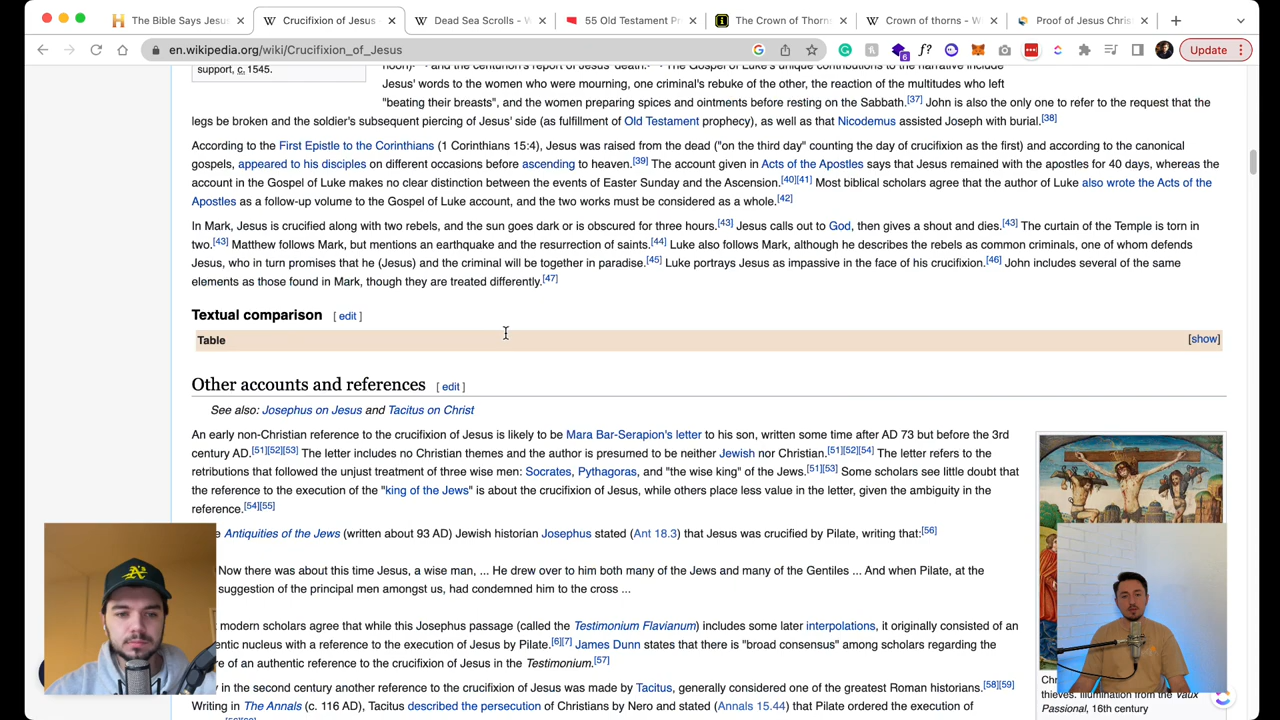 The Bible Says Jesus
Crucifixion of Jesus -
Dead Sea Scrolls - W
55 Old Testament Pr
The Crown of Thorn
Crown of thorns - W
Proof of Jesus Chris
en.wikipedia.org/wiki/Crucifixion_of_Jesus
f?
6
Update
support, c. 1545.
noon) and the centurion's report of Jesus' death. The Gospel of Luke's unique contributions to the narrative include
Jesus' words to the women who were mourning, one criminal's rebuke of the other, the reaction of the multitudes who left
"beating their breasts", and the women preparing spices and ointments before resting on the Sabbath.[37] John is also the only one to refer to the request that the
legs be broken and the soldier's subsequent piercing of Jesus' side (as fulfillment of Old Testament prophecy), as well as that Nicodemus assisted Joseph with burial.[38]
According to the First Epistle to the Corinthians (1 Corinthians 15:4), Jesus was raised from the dead ("on the third day" counting the day of crucifixion as the first) and according to the canonical
gospels, appeared to his disciples on different occasions before ascending to heaven.[39] The account given in Acts of the Apostles says that Jesus remained with the apostles for 40 days, whereas the
account in the Gospel of Luke makes no clear distinction between the events of Easter Sunday and the Ascension.[40][41] Most biblical scholars agree that the author of Luke also wrote the Acts of the
Apostles as a follow-up volume to the Gospel of Luke account, and the two works must be considered as a whole.[42]
In Mark, Jesus is crucified along with two rebels, and the sun goes dark or is obscured for three hours.[43] Jesus calls out to God, then gives a shout and dies.[43] The curtain of the Temple is torn in
two.[43] Matthew follows Mark, but mentions an earthquake and the resurrection of saints.[44] Luke also follows Mark, although he describes the rebels as common criminals, one of whom defends
Jesus, who in turn promises that he (Jesus) and the criminal will be together in paradise.[45] Luke portrays Jesus as impassive in the face of his crucifixion.[46] John includes several of the same
elements as those found in Mark, though they are treated differently.[47]
Textual comparison [ edit ]
Table [show]
Other accounts and references [ edit ]
See also: Josephus on Jesus and Tacitus on Christ
An early non-Christian reference to the crucifixion of Jesus is likely to be Mara Bar-Serapion's letter to his son, written some time after AD 73 but before the 3rd
century AD.[51][52][53] The letter includes no Christian themes and the author is presumed to be neither Jewish nor Christian.[51][52][54] The letter refers to the
retributions that followed the unjust treatment of three wise men: Socrates, Pythagoras, and "the wise king" of the Jews.[51][53] Some scholars see little doubt that
the reference to the execution of the "king of the Jews" is about the crucifixion of Jesus, while others place less value in the letter, given the ambiguity in the
reference.[54][55]
Antiquities of the Jews (written about 93 AD) Jewish historian Josephus stated (Ant 18.3) that Jesus was crucified by Pilate, writing that:[56]
Now there was about this time Jesus, a wise man, ... He drew over to him both many of the Jews and many of the Gentiles ... And when Pilate, at the
suggestion of the principal men amongst us, had condemned him to the cross ...
modern scholars agree that while this Josephus passage (called the Testimonium Flavianum) includes some later interpolations, it originally consisted of an
entic nucleus with a reference to the execution of Jesus by Pilate.[6][7] James Dunn states that there is "broad consensus" among scholars regarding the
re of an authentic reference to the crucifixion of Jesus in the Testimonium.[57]
y in the second century another reference to the crucifixion of Jesus was made by Tacitus, generally considered one of the greatest Roman historians.[58][59]
Writing in The Annals (c. 116 AD), Tacitus described the persecution of Christians by Nero and stated (Annals 15.44) that Pilate ordered the execution of
thieves. Illumination from the Vaux
Passional, 16th century